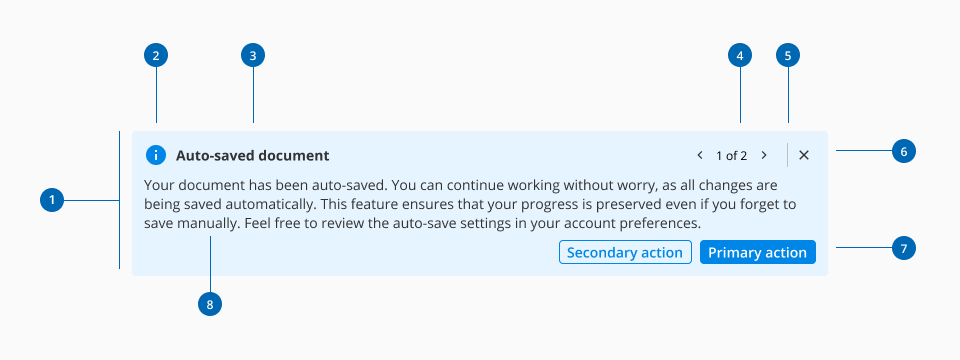 2 3 4 5
Auto-saved document 1 of 2
6
Your document has been auto-saved. You can continue working without worry, as all changes are
1 being saved automatically. This feature ensures that your progress is preserved even if you forget to
save manually. Feel free to review the auto-save settings in your account preferences.
Secondary action Primary action 7
8